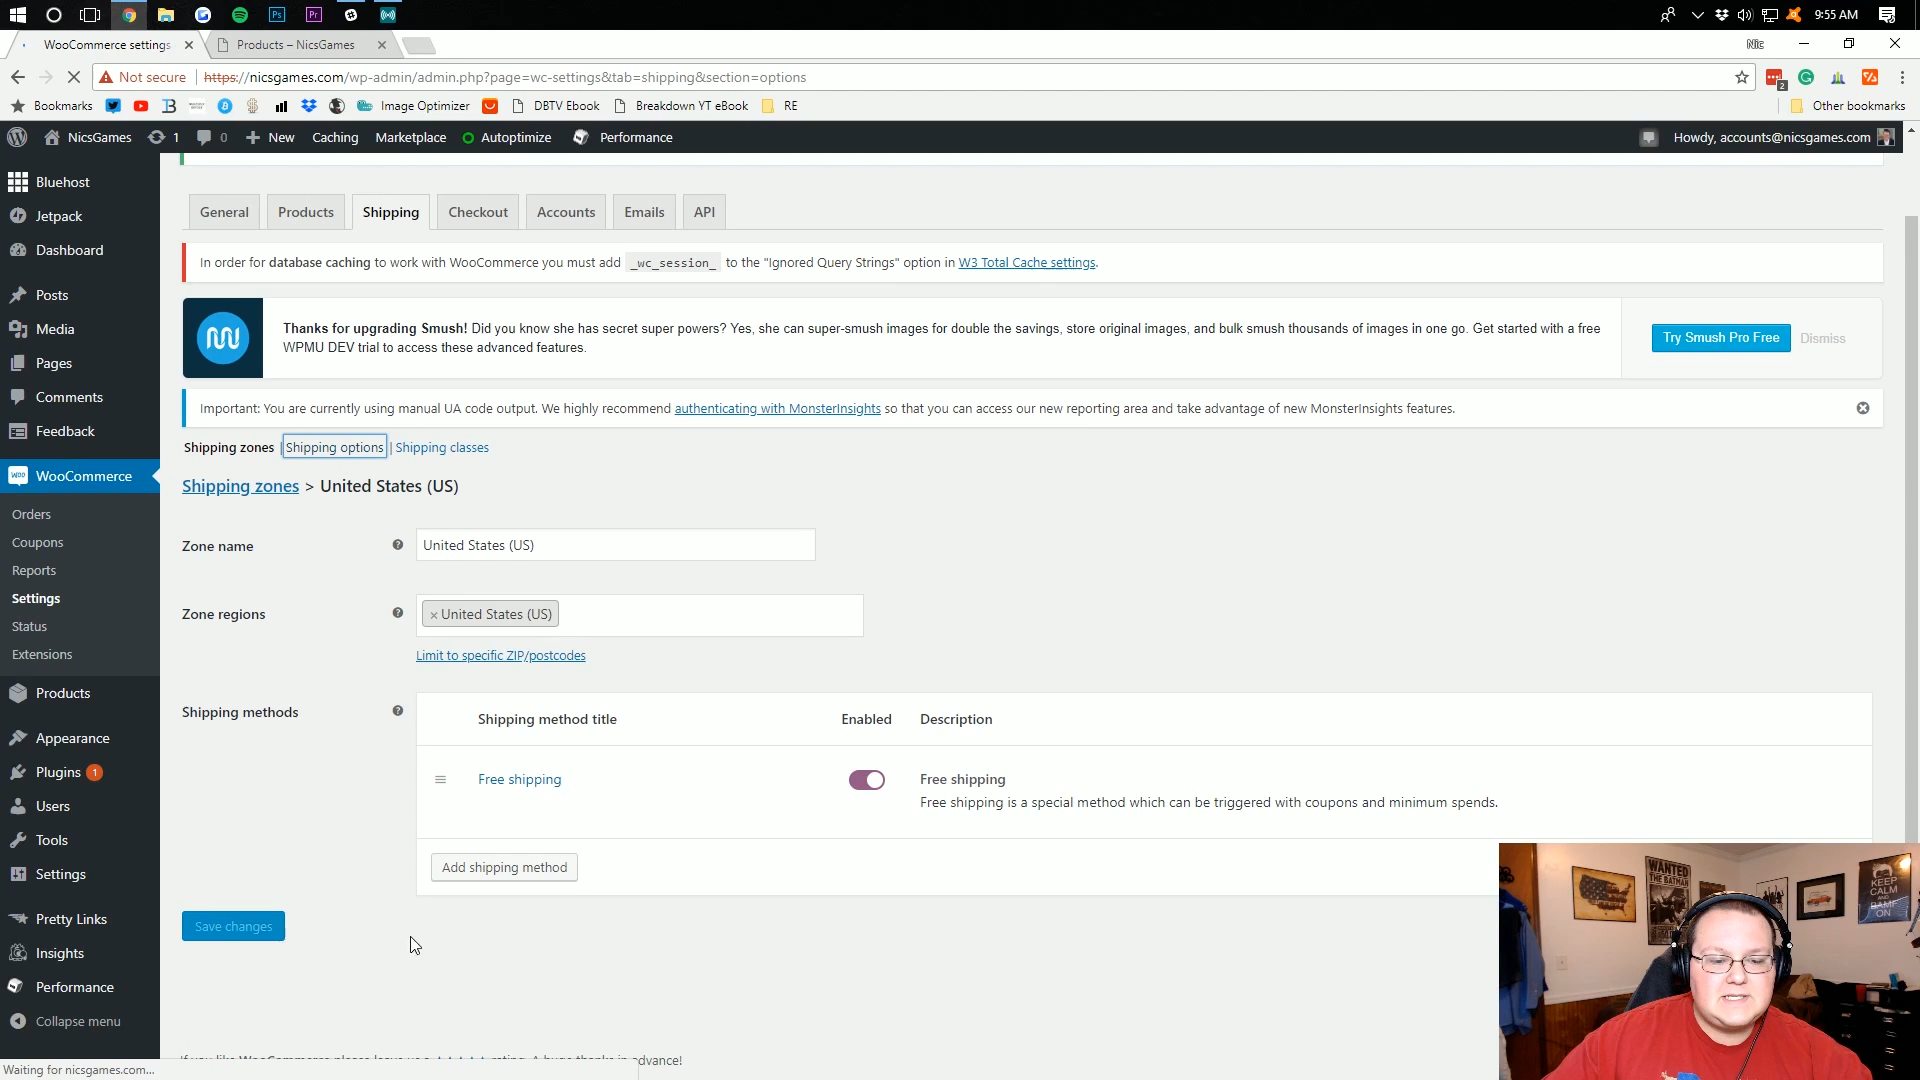 9:55 AM
WooCommerce settings
Products – NicsGames
Nic
Not secure https://nicsgames.com/wp-admin/admin.php?page=wc-settings&tab=shipping&section=options
Bookmarks
Image Optimizer
DBTV Ebook
Breakdown YT eBook
RE
Other bookmarks
NicsGames
1
0
New
Caching
Marketplace
Autoptimize
Performance
Howdy, accounts@nicsgames.com
Bluehost
Jetpack
Dashboard
Posts
Media
Pages
Comments
Feedback
WooCommerce
Orders
Coupons
Reports
Settings
Status
Extensions
Products
Appearance
Plugins 1
Users
Tools
Settings
Pretty Links
Insights
Performance
Collapse menu
General
Products
Shipping
Checkout
Accounts
Emails
API
In order for database caching to work with WooCommerce you must add _wc_session_ to the "Ignored Query Strings" option in W3 Total Cache settings.
Thanks for upgrading Smush! Did you know she has secret super powers? Yes, she can super-smush images for double the savings, store original images, and bulk smush thousands of images in one go. Get started with a free
WPMU DEV trial to access these advanced features.
Try Smush Pro Free
Dismiss
Important: You are currently using manual UA code output. We highly recommend authenticating with MonsterInsights so that you can access our new reporting area and take advantage of new MonsterInsights features.
Shipping zones | Shipping options | Shipping classes
Shipping zones > United States (US)
Zone name
United States (US)
Zone regions
× United States (US)
Limit to specific ZIP/postcodes
Shipping methods
Shipping method title
Enabled
Description
Free shipping
Free shipping
Free shipping is a special method which can be triggered with coupons and minimum spends.
Add shipping method
Save changes
Waiting for nicsgames.com...
WANTED
THE BATMAN
KEEP
CALM
AND
ON